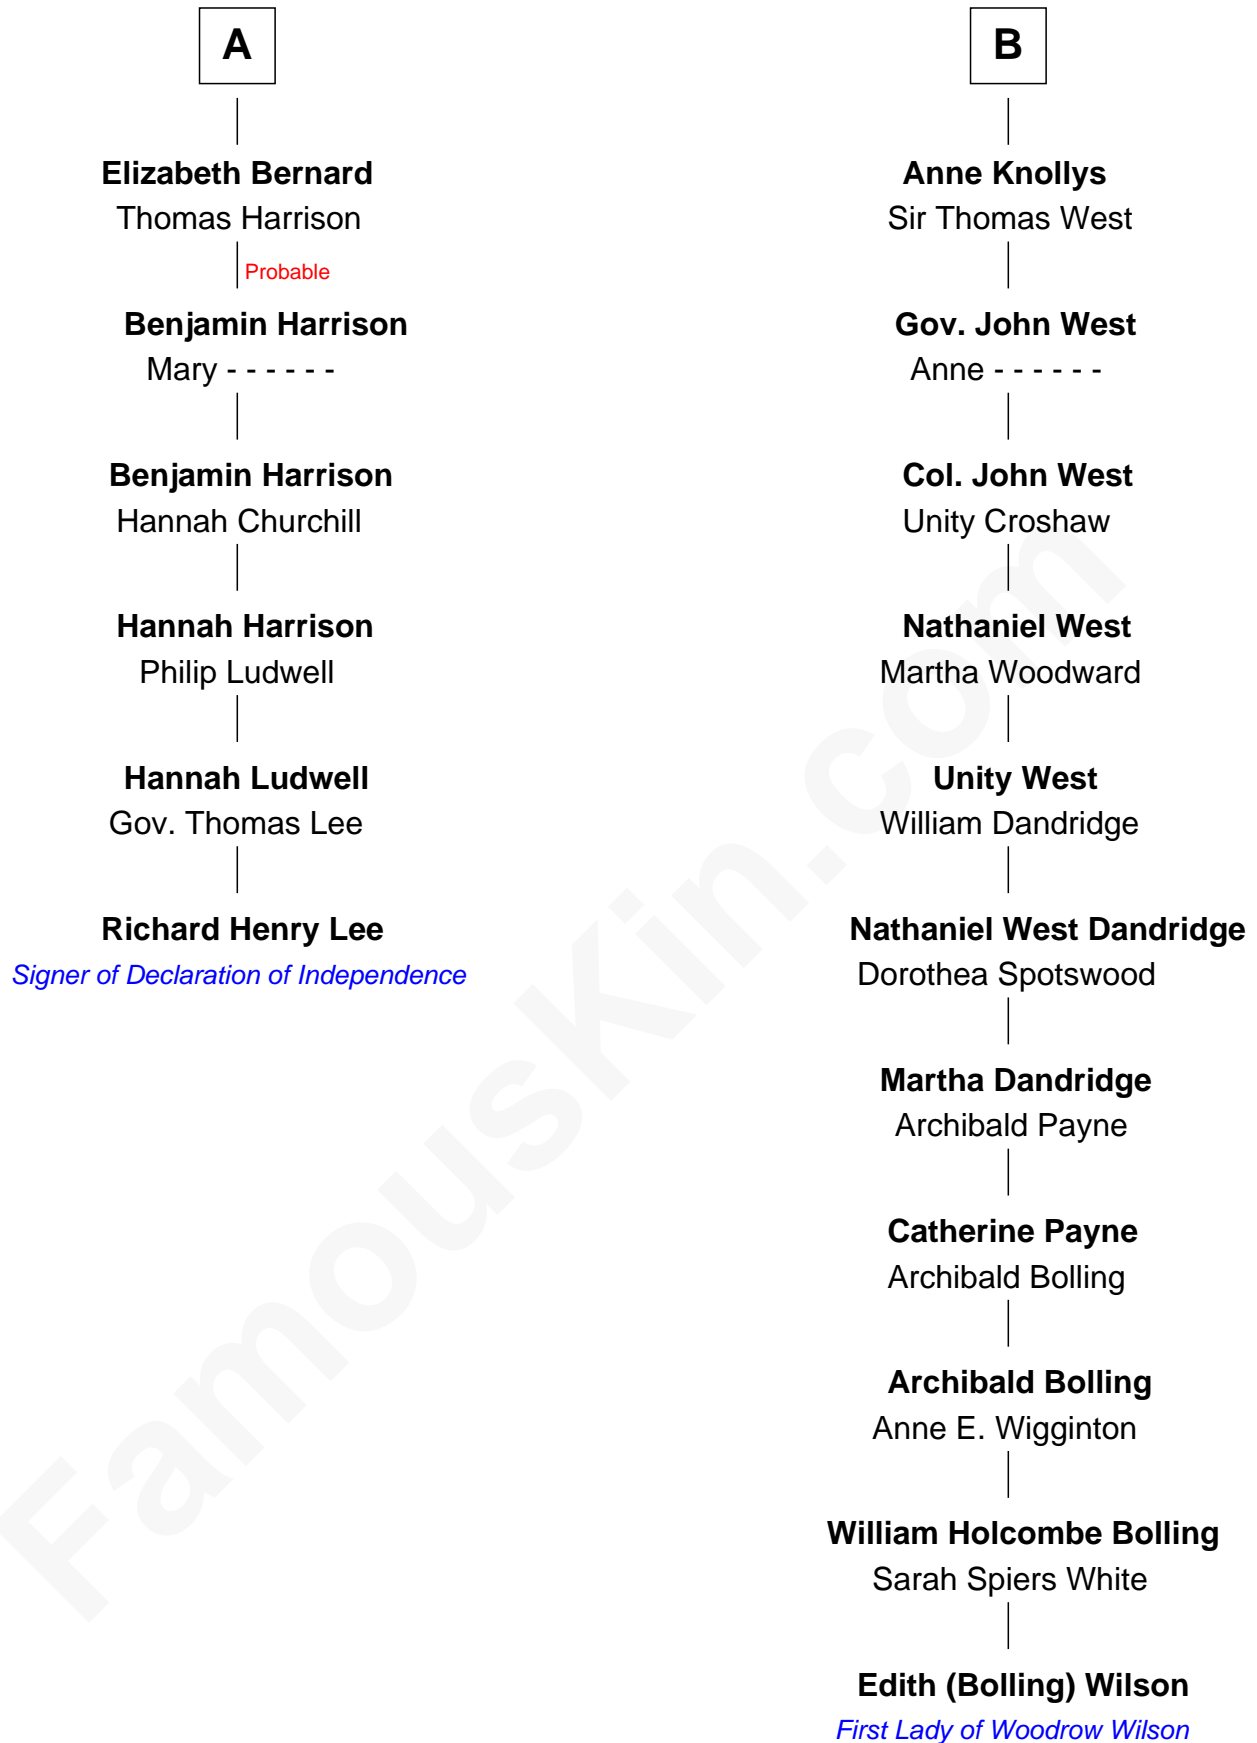 A
Elizabeth Bernard
Thomas Harrison
Probable
Benjamin Harrison
Mary - - - - - -
Benjamin Harrison
Hannah Churchill
Hannah Harrison
Philip Ludwell
Hannah Ludwell
Gov. Thomas Lee
Richard Henry Lee
Signer of Declaration of Independence
B
Anne Knollys
Sir Thomas West
Gov. John West
Anne - - - - - -
Col. John West
Unity Croshaw
Nathaniel West
Martha Woodward
Unity West
William Dandridge
Nathaniel West Dandridge
Dorothea Spotswood
Martha Dandridge
Archibald Payne
Catherine Payne
Archibald Bolling
Archibald Bolling
Anne E. Wigginton
William Holcombe Bolling
Sarah Spiers White
Edith (Bolling) Wilson
First Lady of Woodrow Wilson
FamousKin.com